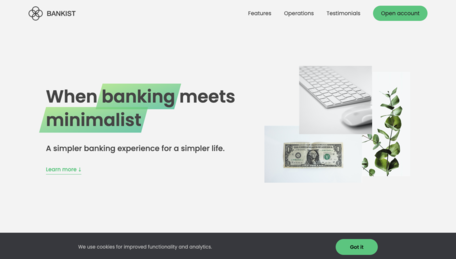 BANKIST
Features
Operations
Testimonials
Open account
When banking meets
minimalist
A simpler banking experience for a simpler life.
Learn more ↓
We use cookies for improved functionality and analytics.
Got it